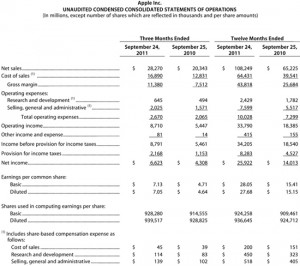 Apple Inc.
UNAUDITED CONDENSED CONSOLIDATED STATEMENTS OF OPERATIONS
(In millions, except number of shares which are reflected in thousands and per share amounts)
Three Months Ended Twelve Months Ended
September 24, 2011 September 25, 2010 September 24, 2011 September 25, 2010
Net sales $ 28,270 $ 20,343 $ 108,249 $ 65,225
Cost of sales (1) 16,890 12,831 64,431 39,541
Gross margin 11,380 7,512 43,818 25,684
Operating expenses:
Research and development (1) 645 494 2,429 1,782
Selling, general and administrative (1) 2,025 1,571 7,599 5,517
Total operating expenses 2,670 2,065 10,028 7,299
Operating income 8,710 5,447 33,790 18,385
Other income and expense 81 14 415 155
Income before provision for income taxes 8,791 5,461 34,205 18,540
Provision for income taxes 2,168 1,153 8,283 4,527
Net income $ 6,623 $ 4,308 $ 25,922 $ 14,013
Earnings per common share:
Basic $ 7.13 $ 4.71 $ 28.05 $ 15.41
Diluted $ 7.05 $ 4.64 $ 27.68 $ 15.15
Shares used in computing earnings per share:
Basic 928,280 914,555 924,258 909,461
Diluted 939,517 928,825 936,645 924,712
(1) Includes share-based compensation expense as
follows:
Cost of sales $ 45 $ 39 $ 200 $ 151
Research and development $ 114 $ 83 $ 450 $ 323
Selling, general and administrative $ 139 $ 102 $ 518 $ 405